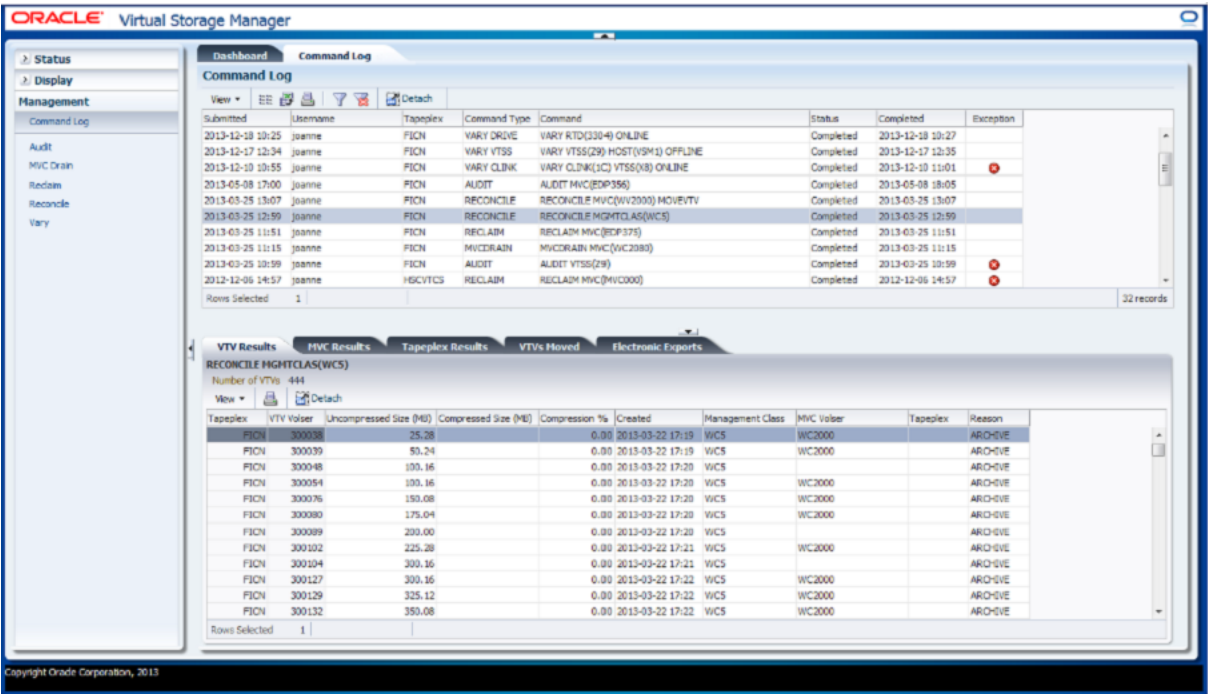 ORACLE Virtual Storage Manager
Status
Display
Management
Command Log
Audit
MVC Drain
Reclaim
Reconcile
Vary
Dashboard Command Log
Command Log
View Detach
Submitted Username Tapeplex Command Type Command Status Completed Exception
2013-12-18 10:25 joanne FICN VARY DRIVE VARY RTD(3304) ONLINE Completed 2013-12-18 10:27
2013-12-17 12:34 joanne FICN VARY VTSS VARY VTSS(Z9) HOST(VSM1) OFFLINE Completed 2013-12-17 12:35
2013-12-10 10:55 joanne FICN VARY CLINK VARY CLINK(1C) VTSS(X8) ONLINE Completed 2013-12-10 11:01
2013-05-08 17:00 joanne FICN AUDIT AUDIT MVC(EDP356) Completed 2013-05-08 18:05
2013-03-25 13:07 joanne FICN RECONCILE RECONCILE MVC(WV2000) MOVEVTV Completed 2013-03-25 13:07
2013-03-25 12:59 joanne FICN RECONCILE RECONCILE MGMTCLAS(WC5) Completed 2013-03-25 12:59
2013-03-25 11:51 joanne FICN RECLAIM RECLAIM MVC(EDP375) Completed 2013-03-25 11:51
2013-03-25 11:15 joanne FICN MVCDRAIN MVCDRAIN MVC(WC2080) Completed 2013-03-25 11:15
2013-03-25 10:59 joanne FICN AUDIT AUDIT VTSS(Z9) Completed 2013-03-25 10:59
2012-12-06 14:57 joanne HSCVTCS RECLAIM RECLAIM MVC(MVC000) Completed 2012-12-06 14:57
Rows Selected 1 32 records
VTV Results MVC Results Tapeplex Results VTVs Moved Electronic Exports
RECONCILE MGMTCLAS(WC5)
Number of VTVs 444
View Detach
Tapeplex VTV Volser Uncompressed Size (MB) Compressed Size (MB) Compression % Created Management Class MVC Volser Tapeplex Reason
FICN 300038 25.28 0.00 2013-03-22 17:19 WC5 WC2000 ARCHIVE
FICN 300039 50.24 0.00 2013-03-22 17:19 WC5 WC2000 ARCHIVE
FICN 300048 100.16 0.00 2013-03-22 17:20 WC5 ARCHIVE
FICN 300054 100.16 0.00 2013-03-22 17:20 WC5 WC2000 ARCHIVE
FICN 300076 150.08 0.00 2013-03-22 17:20 WC5 WC2000 ARCHIVE
FICN 300080 175.04 0.00 2013-03-22 17:20 WC5 WC2000 ARCHIVE
FICN 300089 200.00 0.00 2013-03-22 17:20 WC5 ARCHIVE
FICN 300102 225.28 0.00 2013-03-22 17:21 WC5 WC2000 ARCHIVE
FICN 300104 300.16 0.00 2013-03-22 17:21 WC5 ARCHIVE
FICN 300127 300.16 0.00 2013-03-22 17:22 WC5 WC2000 ARCHIVE
FICN 300129 325.12 0.00 2013-03-22 17:22 WC5 WC2000 ARCHIVE
FICN 300132 350.08 0.00 2013-03-22 17:22 WC5 WC2000 ARCHIVE
Rows Selected 1
Copyright Oracle Corporation, 2013